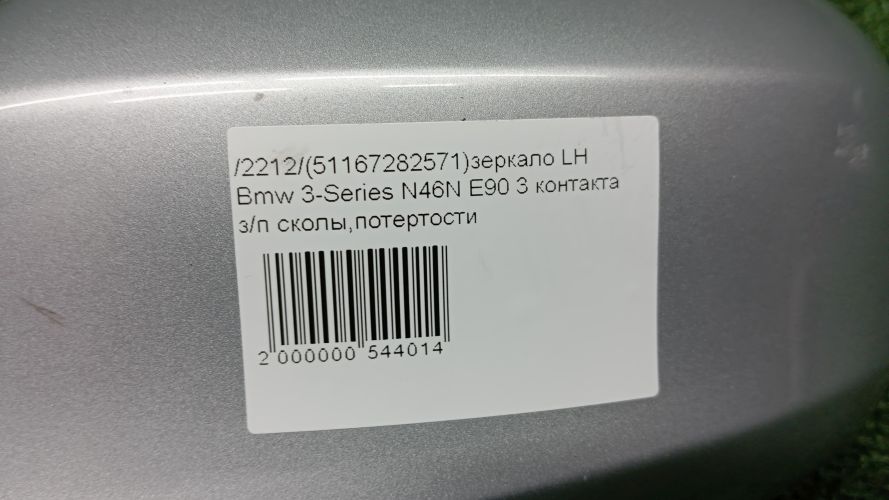 /2212/(51167282571)зеркало LH
Bmw 3-Series N46N E90 3 контакта
з/п сколы,потертости
2 000000 544014